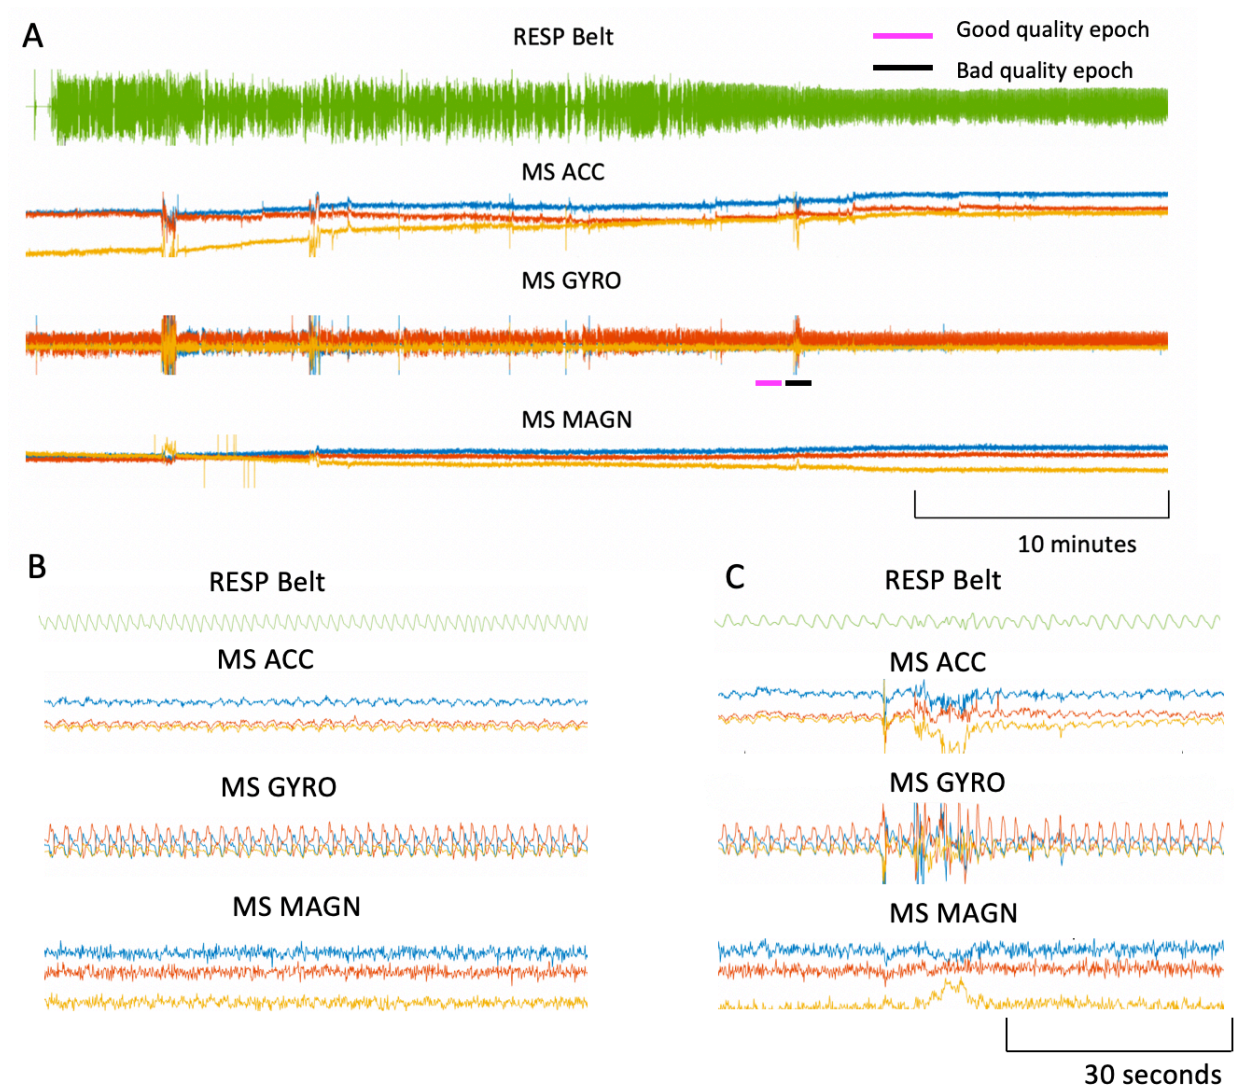 A
RESP Belt
Good quality epoch
Bad quality epoch
MS ACC
MS GYRO
MS MAGN
10 minutes
B
RESP Belt
MS ACC
MS GYRO
MS MAGN
C
RESP Belt
MS ACC
MS GYRO
MS MAGN
30 seconds